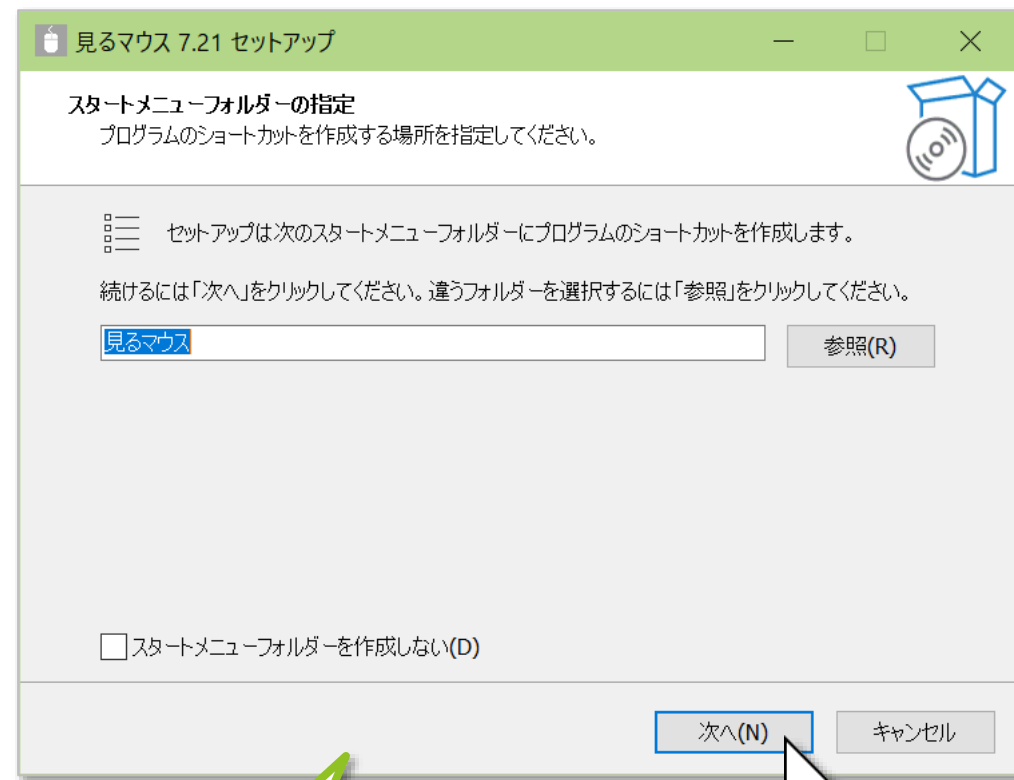 見るマウス 7.21 セットアップ
スタートメニューフォルダーの指定
プログラムのショートカットを作成する場所を指定してください。
セットアップは次のスタートメニューフォルダーにプログラムのショートカットを作成します。
続けるには「次へ」をクリックしてください。違うフォルダーを選択するには「参照」をクリックしてください。
見るマウス
参照(R)
スタートメニューフォルダーを作成しない(D)
次へ(N)
キャンセル